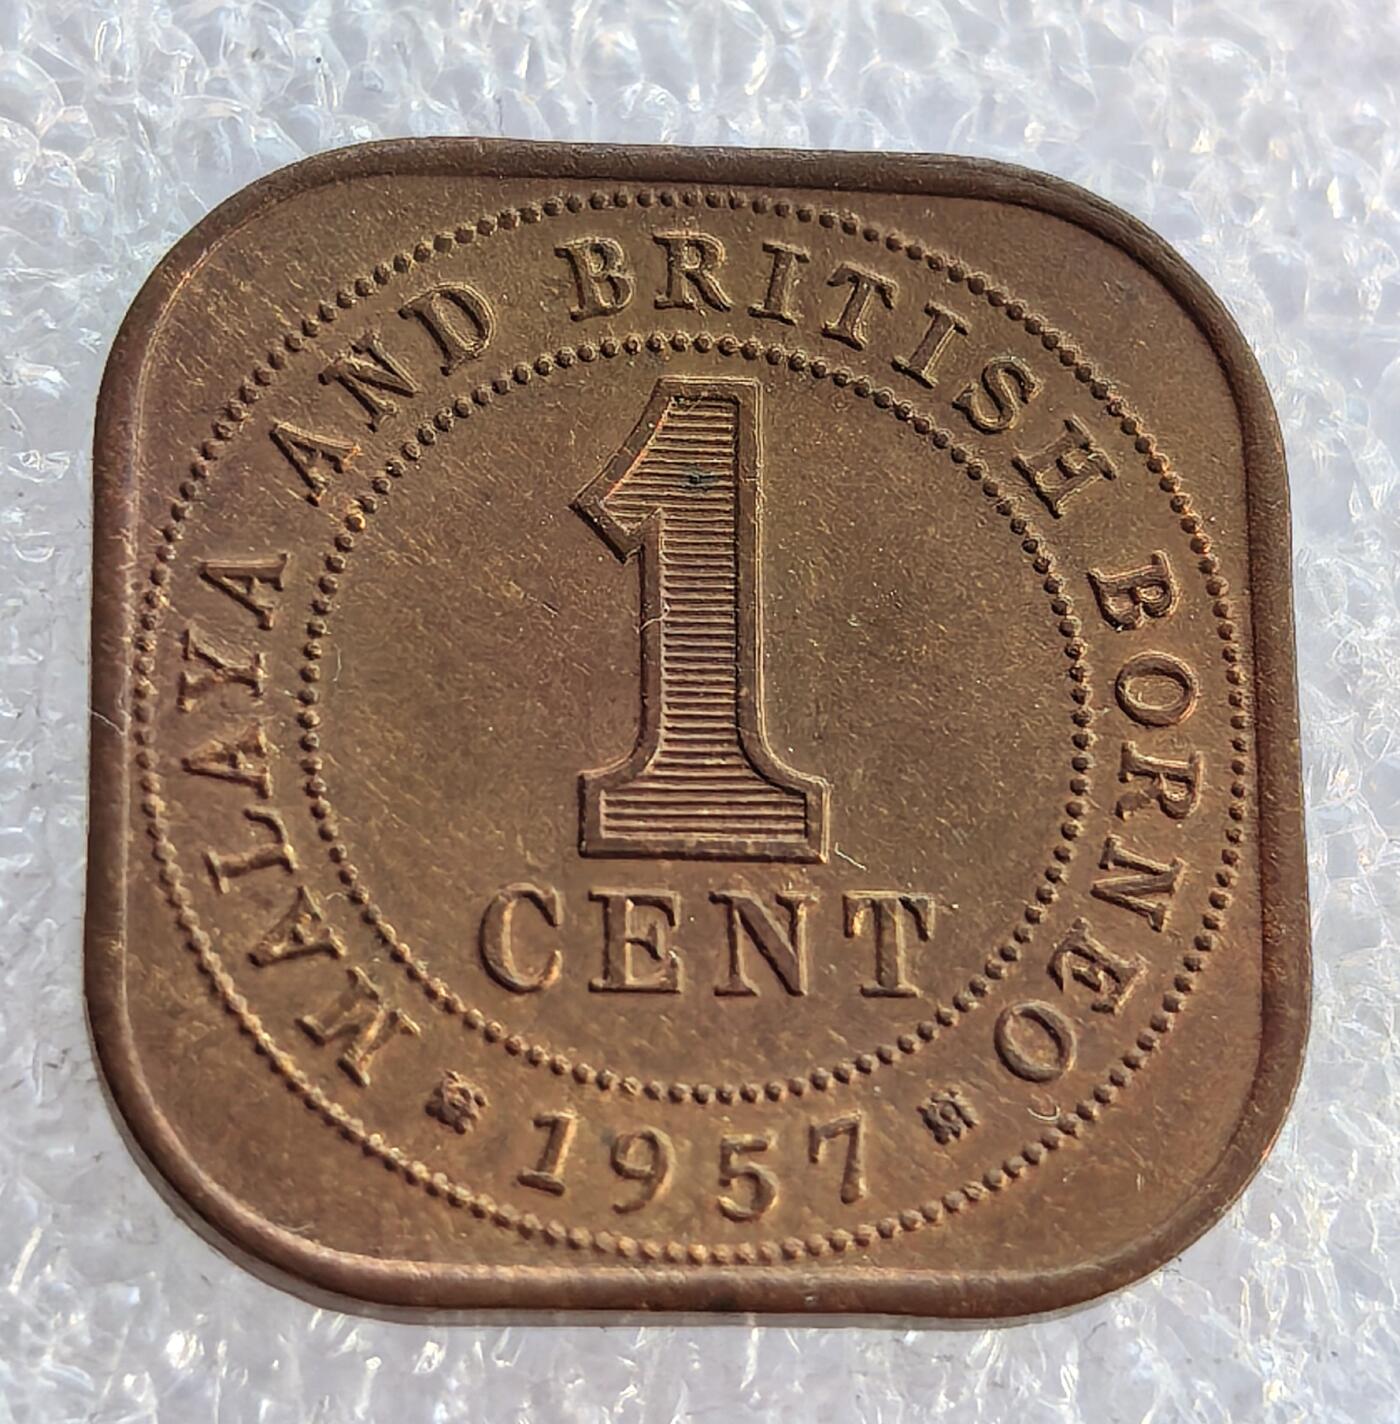 MALAYA AND BRITISH BORNEO
1
CENT
1957